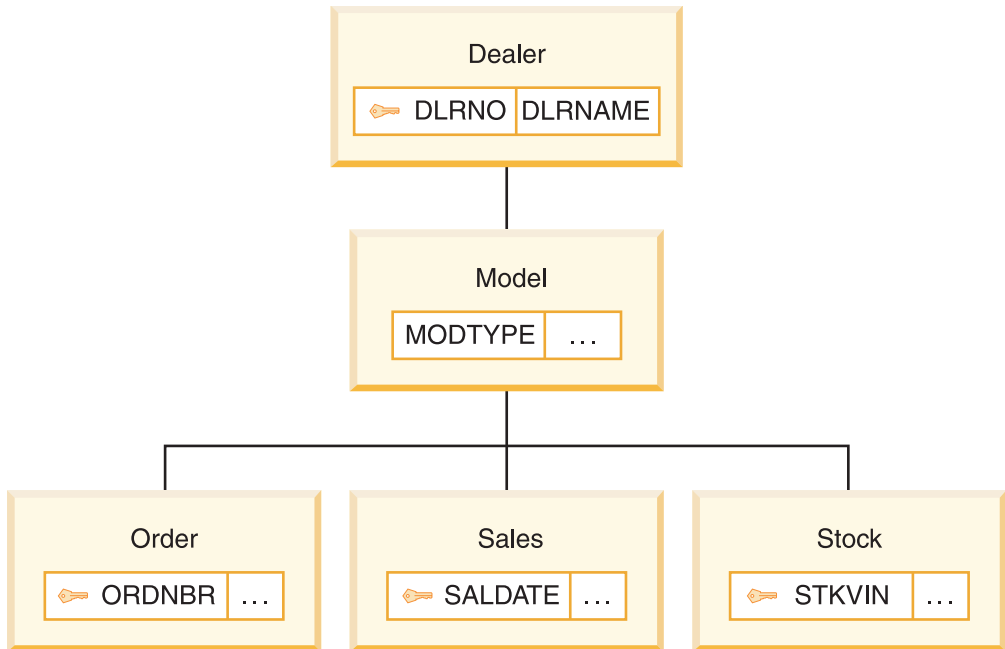 Dealer
DLRNO DLRNAME
Model
MODTYPE ...
Order Sales Stock
ORDNBR ... SALDATE ... STKVIN ...